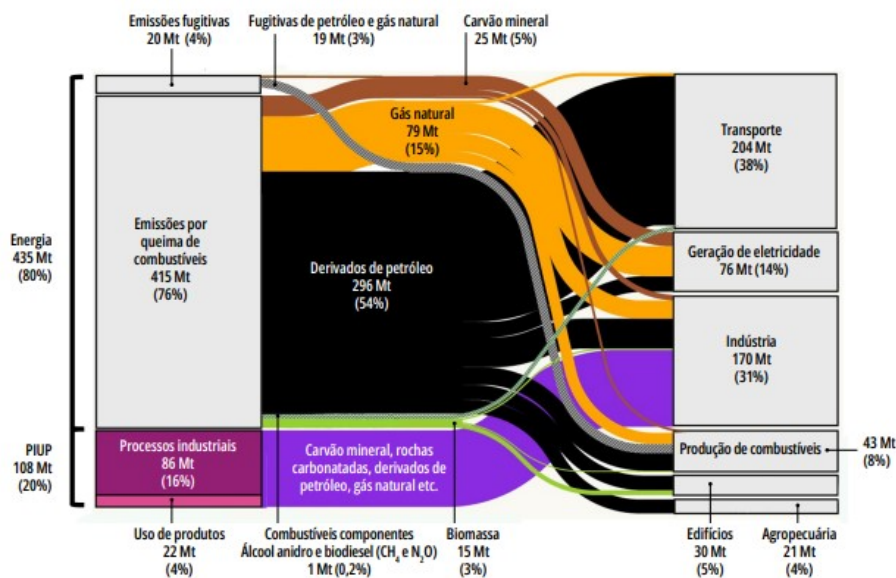 Emissões fugitivas
20 Mt (4%)
Fugitivas de petróleo e gás natural
19 Mt (3%)
Carvão mineral
25 Mt (5%)
Gás natural
79 Mt
(15%)
Transporte
204 Mt
(38%)
Energia
435 Mt
(80%)
Emissões por
queima de
combustíveis
415 Mt
(76%)
Derivados de petróleo
296 Mt
(54%)
Geração de eletricidade
76 Mt (14%)
Indústria
170 Mt
(31%)
PIUP
108 Mt
(20%)
Processos industriais
86 Mt
(16%)
Carvão mineral, rochas
carbonatadas, derivados de
petróleo, gás natural etc.
Produção de combustíveis
43 Mt
(8%)
Uso de produtos
22 Mt
(4%)
Combustíveis componentes
Álcool anidro e biodiesel (CH₄ e N₂O)
1 Mt (0,2%)
Biomassa
15 Mt
(3%)
Edifícios
30 Mt
(5%)
Agropecuária
21 Mt
(4%)